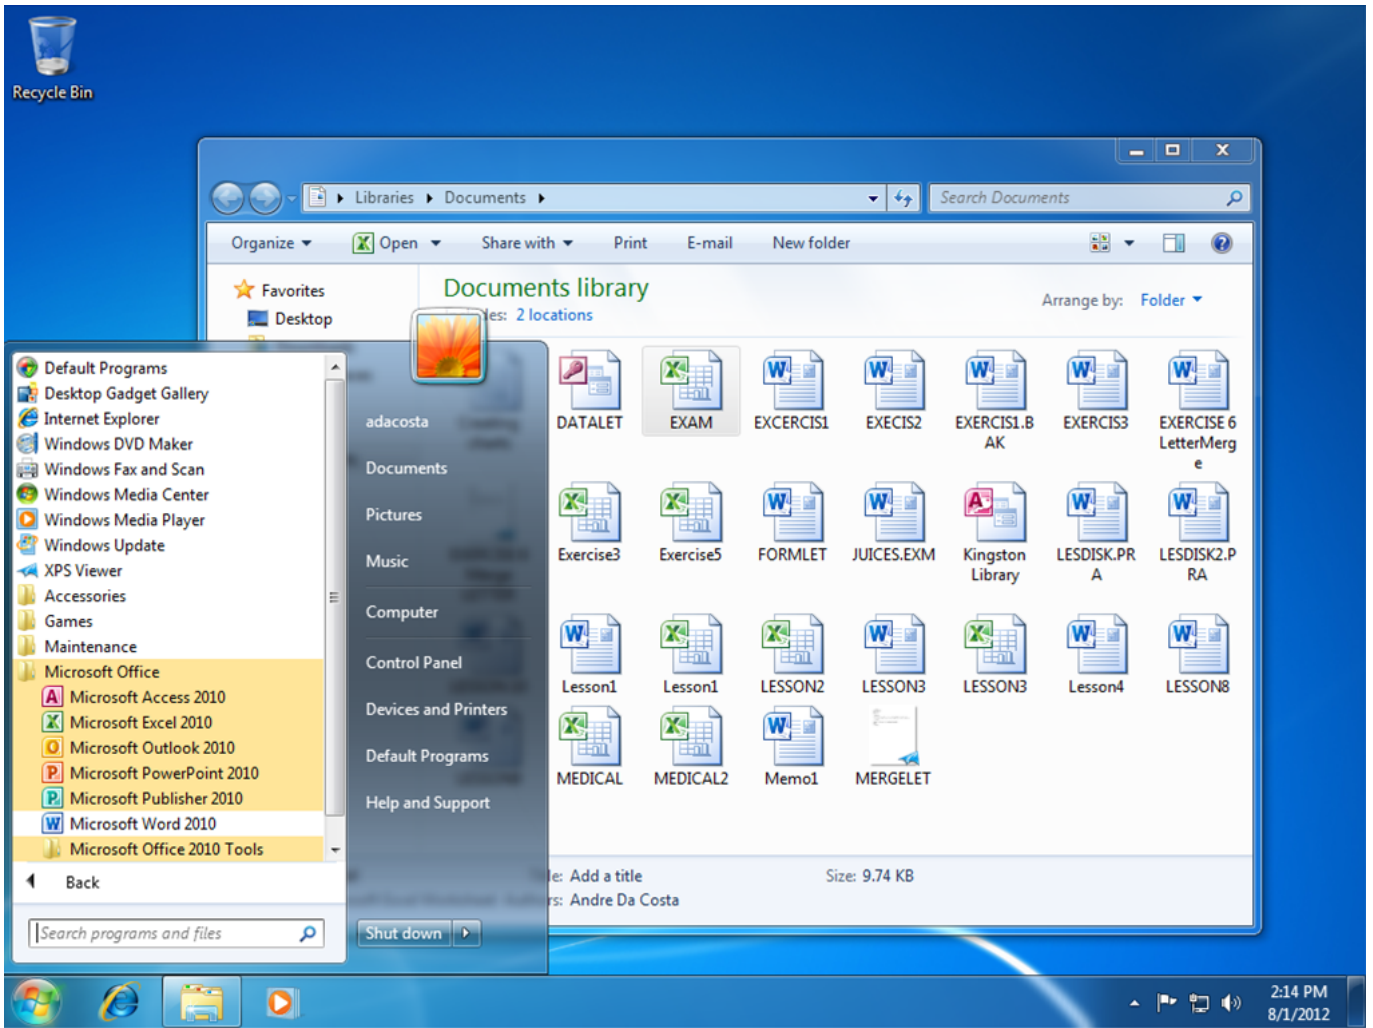 Recycle Bin
Libraries
Documents
Search Documents
Organize
Open
Share with
Print
E-mail
New folder
Favorites
Desktop
Documents library
2 locations
Arrange by: Folder
DATALET
EXAM
EXCERCIS1
EXECIS2
EXERCIS1.B
AK
EXERCIS3
EXERCISE 6
LetterMerg
e
Exercise3
Exercise5
FORMLET
JUICES.EXM
Kingston
Library
LESDISK.PR
A
LESDISK2.P
RA
Lesson1
Lesson1
LESSON2
LESSON3
LESSON3
Lesson4
LESSON8
MEDICAL
MEDICAL2
Memo1
MERGELET
Add a title
Size: 9.74 KB
Andre Da Costa
Default Programs
Desktop Gadget Gallery
Internet Explorer
Windows DVD Maker
Windows Fax and Scan
Windows Media Center
Windows Media Player
Windows Update
XPS Viewer
Accessories
Games
Maintenance
Microsoft Office
Microsoft Access 2010
Microsoft Excel 2010
Microsoft Outlook 2010
Microsoft PowerPoint 2010
Microsoft Publisher 2010
Microsoft Word 2010
Microsoft Office 2010 Tools
Back
Search programs and files
adacosta
Documents
Pictures
Music
Computer
Control Panel
Devices and Printers
Default Programs
Help and Support
Shut down
2:14 PM
8/1/2012